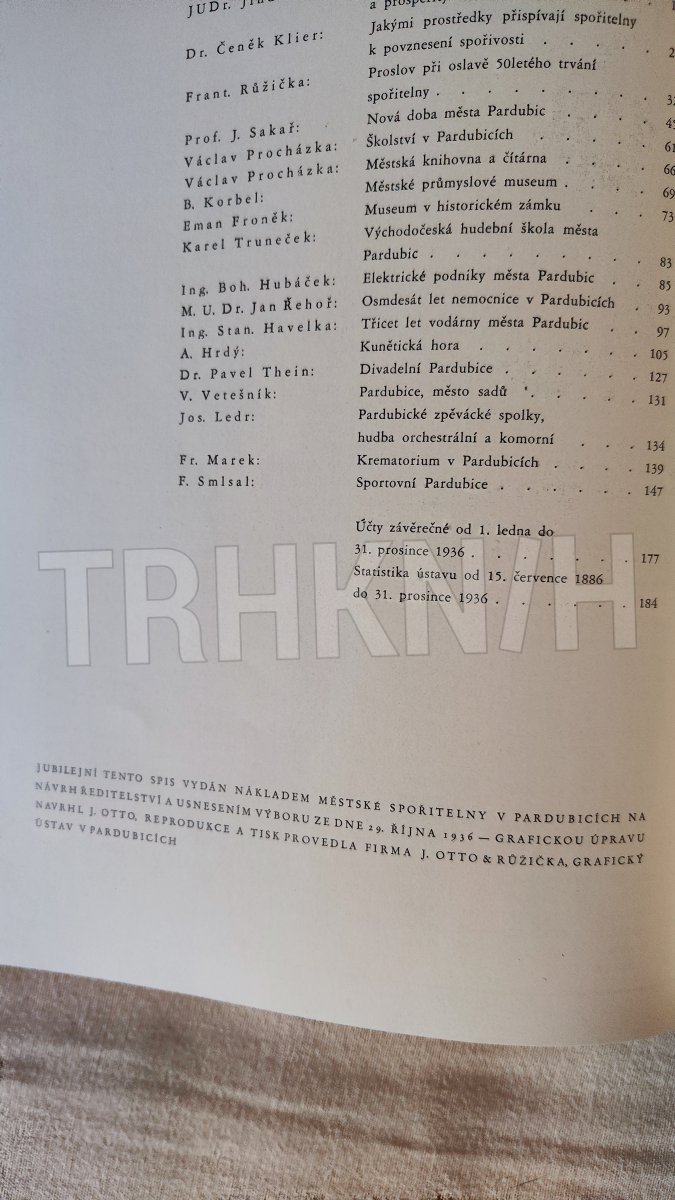 JUDr.
a
Jakými prostředky přispívají spořitelny
Dr. Čeněk Klier: k povznesení spořivosti . . . . 2
Proslov při oslavě 50letého trvání
Frant. Růžička: spořitelny . . . . . . . . 3
Nová doba města Pardubic . . . 45
Prof. J. Sakař: Školství v Pardubicích . . . . 61
Václav Procházka: Městská knihovna a čítárna . . . 66
Václav Procházka: Městské průmyslové museum . . . 69
B. Korbel: Museum v historickém zámku . . . 73
Eman Froněk: Východočeská hudební škola města
Karel Truneček: Pardubic . . . . . . . . 83
Ing. Boh. Hubáček: Elektrické podniky města Pardubic . . 85
M. U. Dr. Jan Řehoř: Osmdesát let nemocnice v Pardubicích . 93
Ing. Stan. Havelka: Třicet let vodárny města Pardubic . . 97
A. Hrdý: Kunětická hora . . . . . . 105
Dr. Pavel Thein: Divadelní Pardubice . . . . . 127
V. Vetešník: Pardubice, město sadů . . . . . 131
Jos. Ledr: Pardubické zpěvácké spolky,
hudba orchestrální a komorní . . . 134
Fr. Marek: Krematorium v Pardubicích . . . . 139
F. Smlsal: Sportovní Pardubice . . . . . . 147
Účty závěrečné od 1. ledna do
31. prosince 1936 . . . . . . . 177
Statistika ústavu od 15. července 1886
do 31. prosince 1936 . . . . . . 184
TRHKN/H
JUBILEJNÍ TENTO SPIS VYDÁN NÁKLADEM MĚSTSKÉ SPOŘITELNY V PARDUBICÍCH NA
NÁVRH ŘEDITELSTVÍ A USNESENÍM VÝBORU ZE DNE 29. ŘÍJNA 1936 — GRAFICKOU ÚPRAVU
NAVRHL J. OTTO, REPRODUKCE A TISK PROVEDLA FIRMA J. OTTO & RŮŽIČKA, GRAFICKÝ
ÚSTAV V PARDUBICÍCH